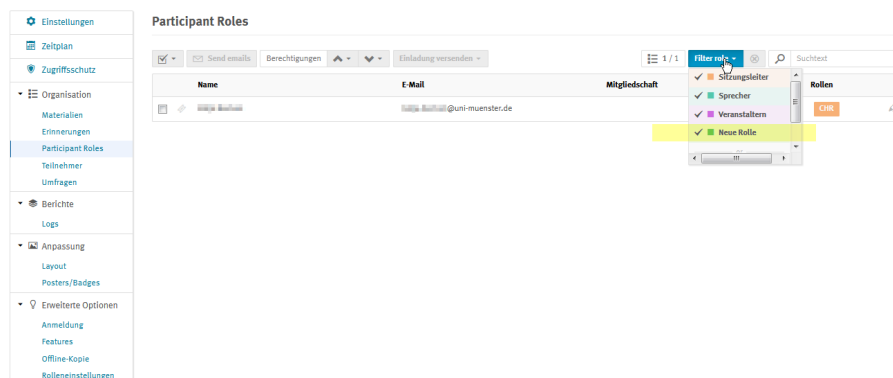 Einstellungen
Zeitplan
Zugriffsschutz
Organisation
Materialien
Erinnerungen
Participant Roles
Teilnehmer
Umfragen
Berichte
Logs
Anpassung
Layout
Posters/Badges
Erweiterte Optionen
Anmeldung
Features
Offline-Kopie
Rolleneinstellungen
Participant Roles
Send emails Berechtigungen Einladung versenden 1 / 1 Filter role Suchtext
Name E-Mail Mitgliedschaft Rollen
@uni-muenster.de CHR
Sitzungsleiter
Sprecher
Veranstaltern
Neue Rolle